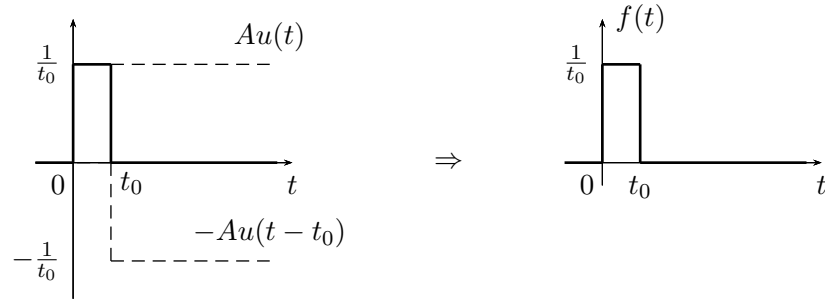 Au(t)
f(t)
1/t₀
1/t₀
⇒
0
t₀
t
0
t₀
t
−Au(t − t₀)
−1/t₀